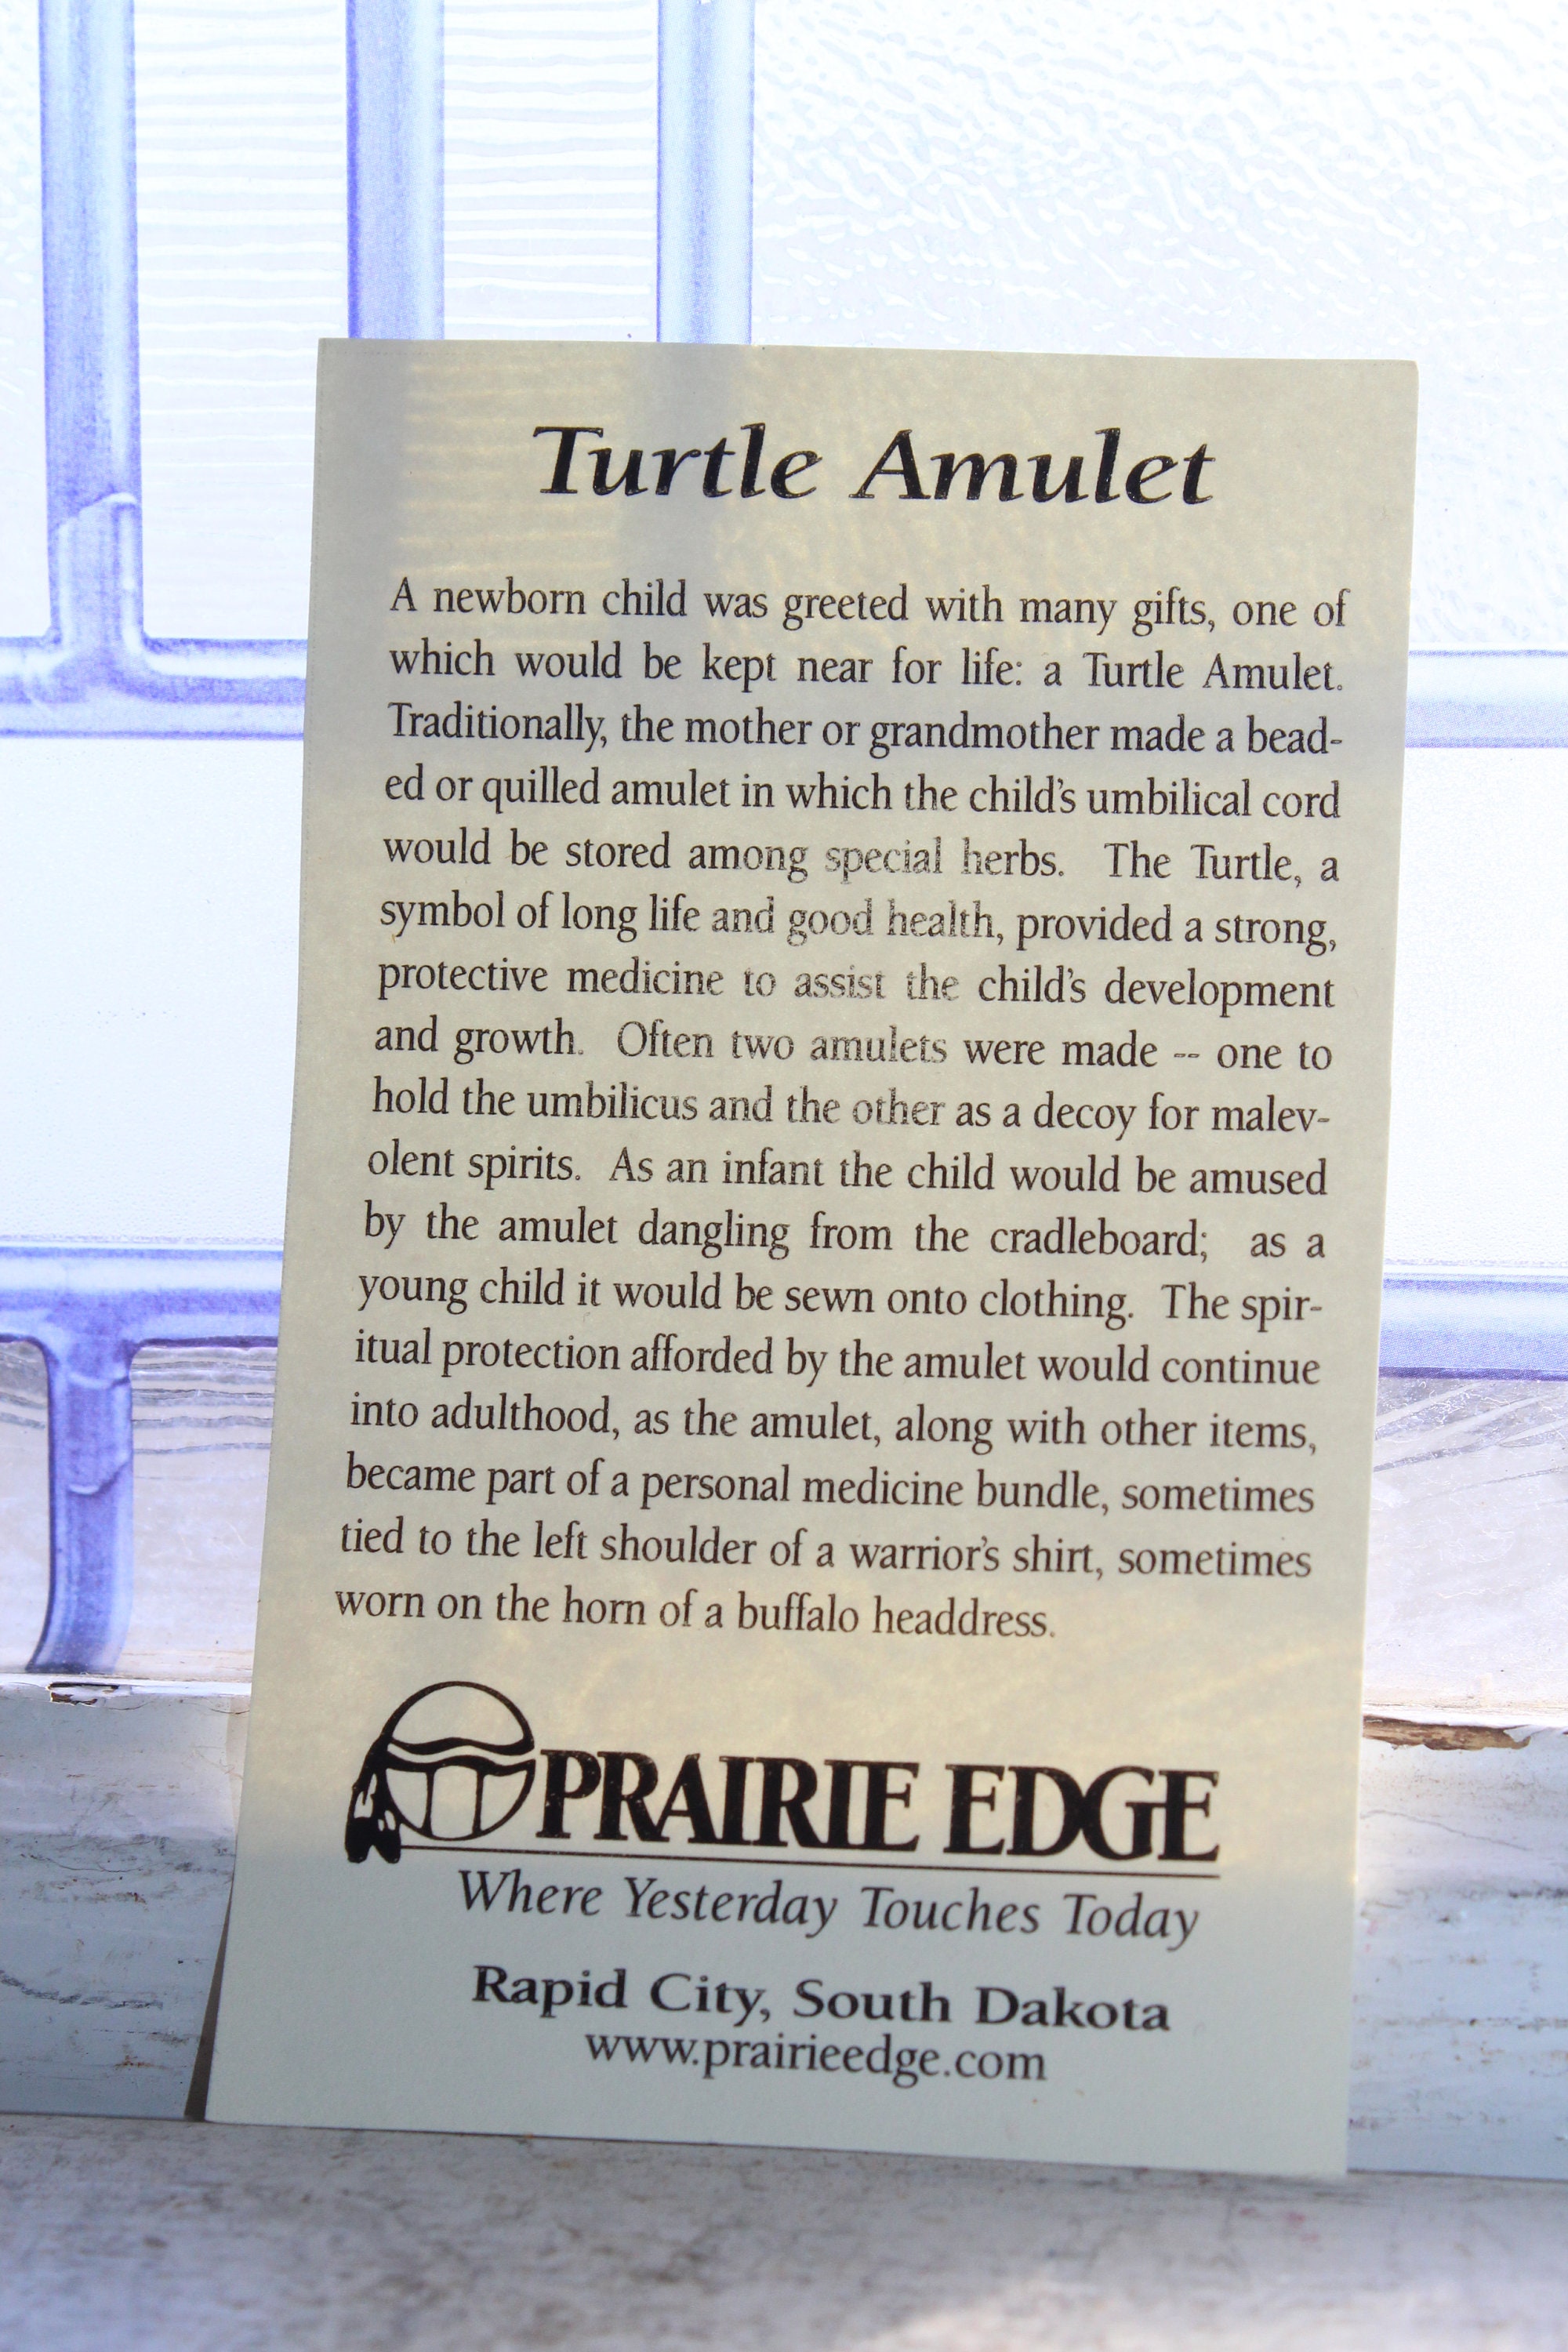 Turtle Amulet
A newborn child was greeted with many gifts, one of
which would be kept near for life: a Turtle Amulet.
Traditionally, the mother or grandmother made a bead-
ed or quilled amulet in which the child's umbilical cord
would be stored among special herbs. The Turtle, a
symbol of long life and good health, provided a strong,
protective medicine to assist the child's development
and growth. Often two amulets were made -- one to
hold the umbilicus and the other as a decoy for malev-
olent spirits. As an infant the child would be amused
by the amulet dangling from the cradleboard; as a
young child it would be sewn onto clothing. The spir-
itual protection afforded by the amulet would continue
into adulthood, as the amulet, along with other items,
became part of a personal medicine bundle, sometimes
tied to the left shoulder of a warrior's shirt, sometimes
worn on the horn of a buffalo headdress.
PRAIRIE EDGE
Where Yesterday Touches Today
Rapid City, South Dakota
www.prairieedge.com